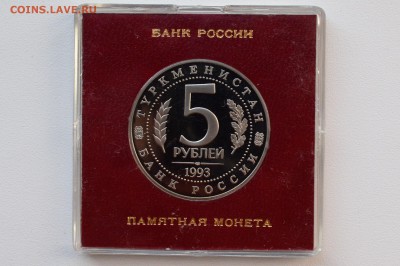 COINS.LAVE.RU
БАНК РОССИИ
ТУРКМЕНИСТАН
5
РУБЛЕЙ
1993
БАНК РОССИИ
ПАМЯТНАЯ МОНЕТА